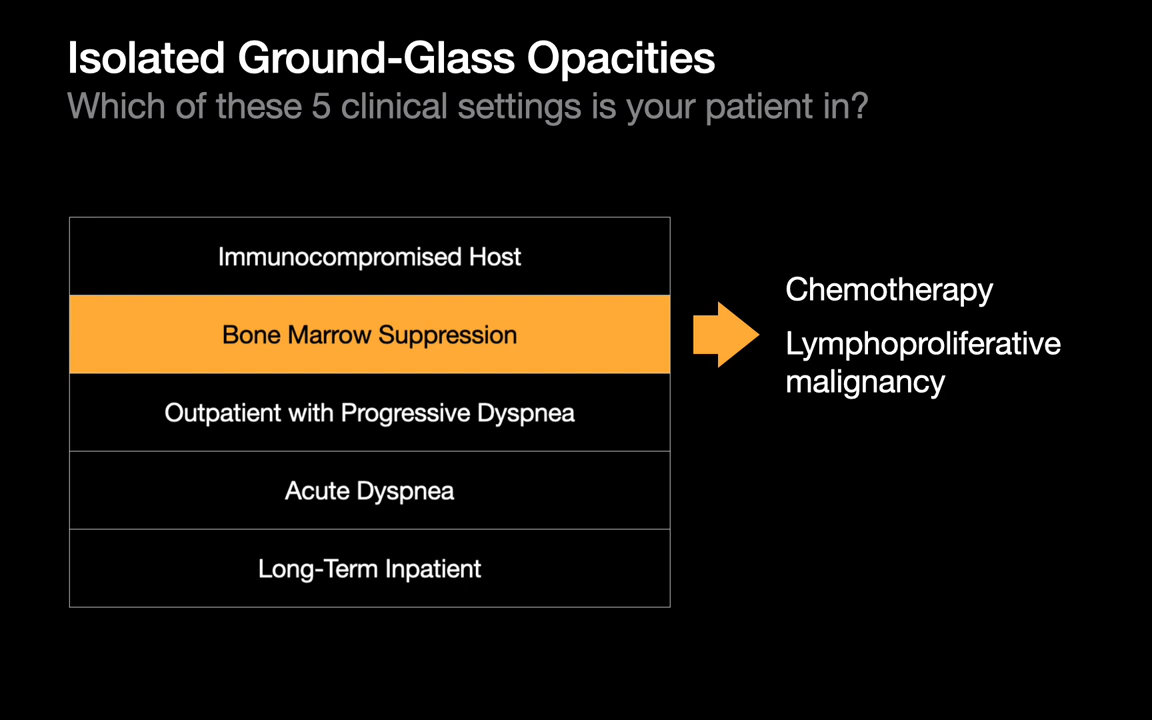 Isolated Ground-Glass Opacities
Which of these 5 clinical settings is your patient in?
Immunocompromised Host
Bone Marrow Suppression
Outpatient with Progressive Dyspnea
Acute Dyspnea
Long-Term Inpatient
Chemotherapy
Lymphoproliferative
malignancy